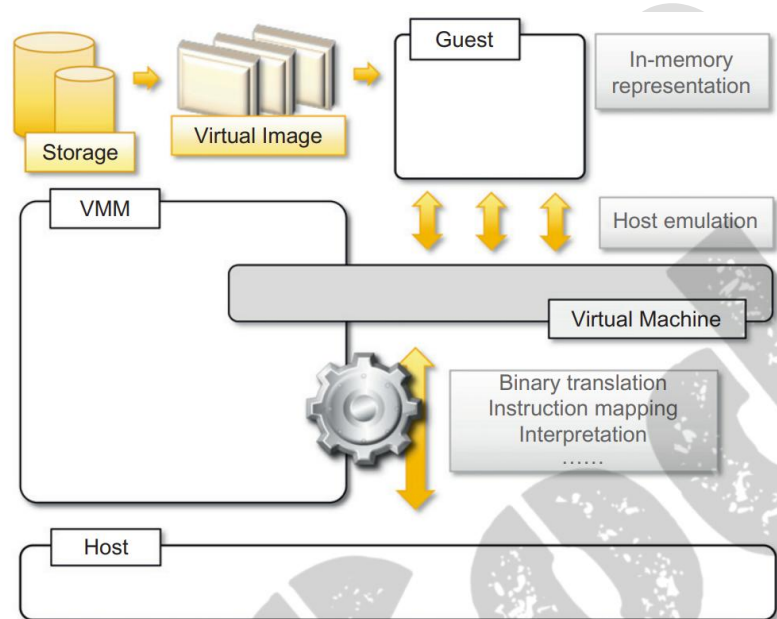 Guest
In-memory
representation
Storage
Virtual Image
VMM
Host emulation
Virtual Machine
Binary translation
Instruction mapping
Interpretation
......
Host